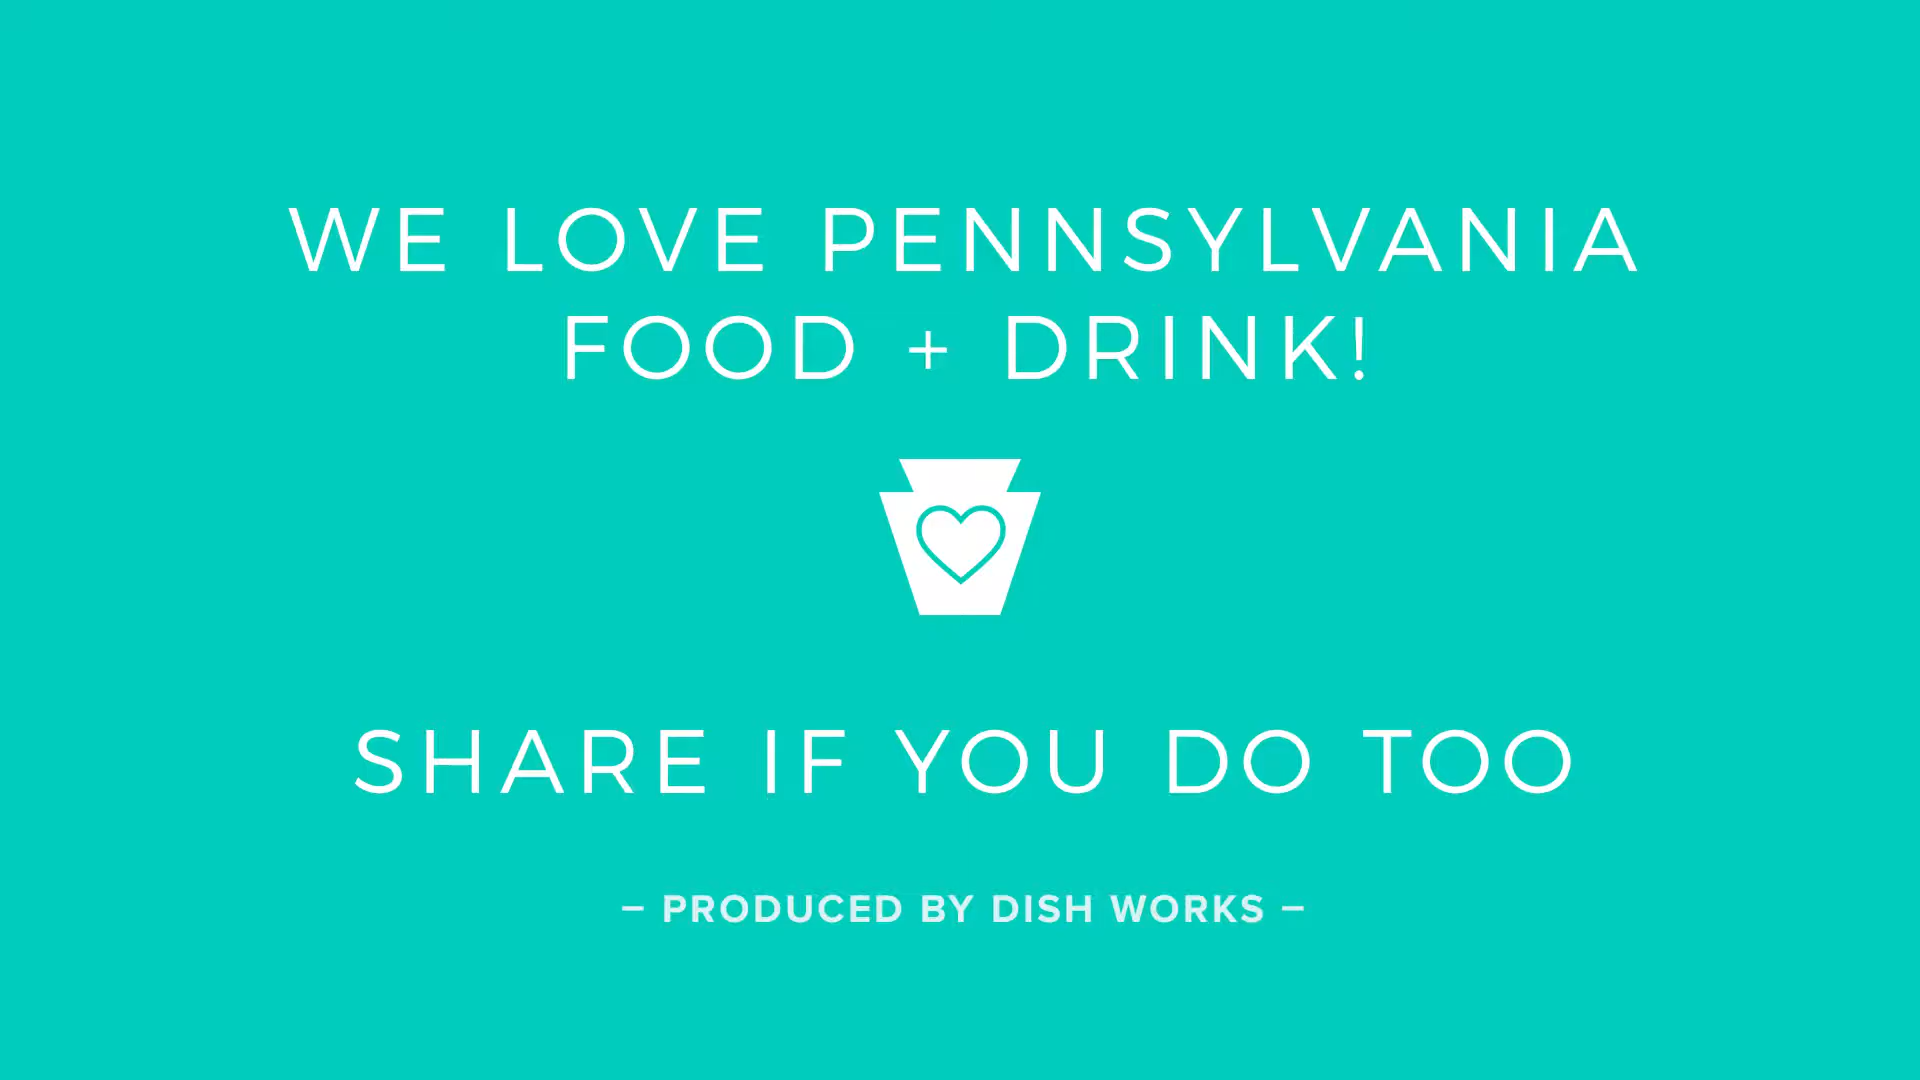 WE LOVE PENNSYLVANIA
FOOD + DRINK!
SHARE IF YOU DO TOO
– PRODUCED BY DISH WORKS –